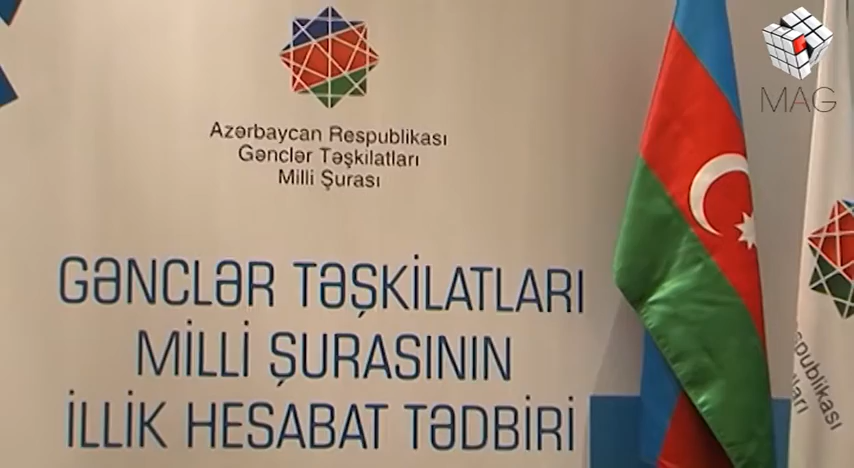 MAG
Azərbaycan Respublikası
Gənclər Təşkilatları
Milli Şurası
GƏNCLƏR TƏŞKİLATLARI
MİLLİ ŞURASININ
İLLİK HESABAT TƏDBİRİ